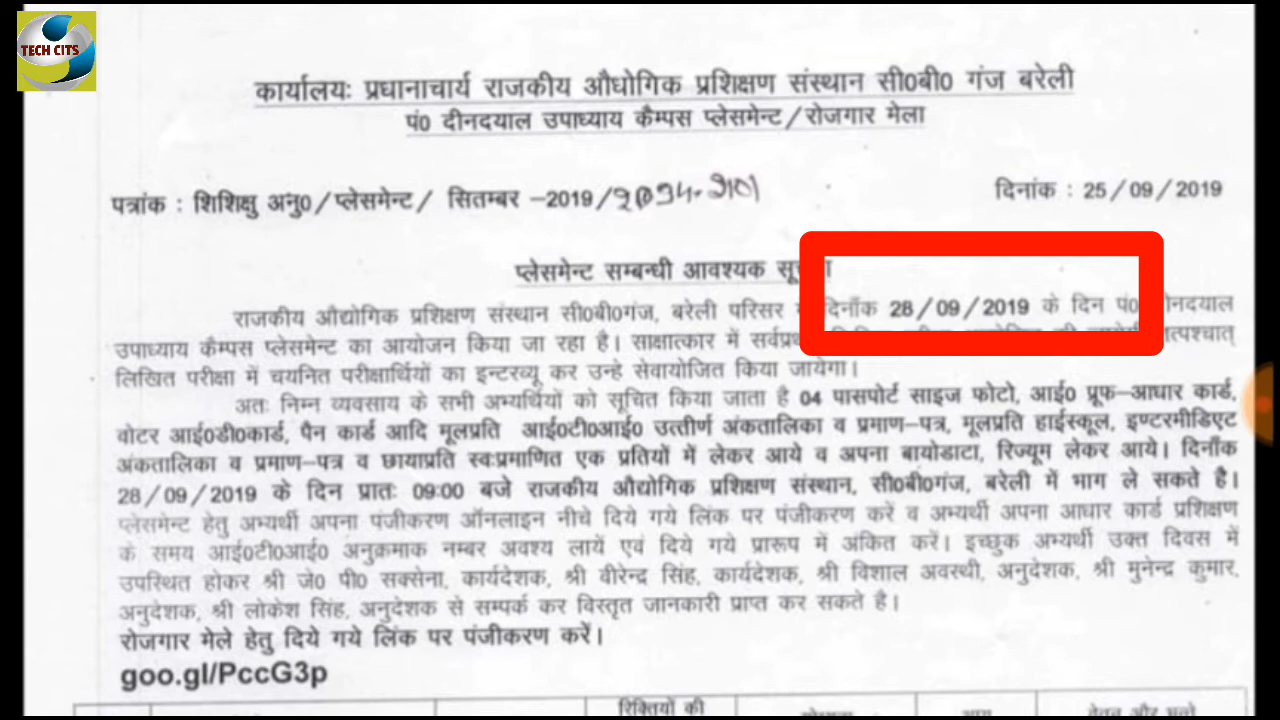 TECH CITS
कार्यालयः प्रधानाचार्य राजकीय औधोगिक प्रशिक्षण संस्थान सी0बी0 गंज बरेली
पं0 दीनदयाल उपाध्याय कैम्पस प्लेसमेन्ट/रोजगार मेला
पत्रांक : शिशिक्षु अनु0/प्लेसमेन्ट/ सितम्बर –2019/
दिनांक : 25/09/2019
प्लेसमेन्ट सम्बन्धी आवश्यक
राजकीय औद्योगिक प्रशिक्षण संस्थान सी0बी0गंज, बरेली परिसर दिनाँक 28/09/2019 के दिन पं0
उपाध्याय कैम्पस प्लेसमेन्ट का आयोजन किया जा रहा है। साक्षात्कार में
लिखित परीक्षा में चयनित परीक्षार्थियों का इन्टरव्यू कर उन्हे सेवायोजित किया जायेगा।
अतः निम्न व्यवसाय के सभी अभ्यर्थियों को सूचित किया जाता है 04 पासपोर्ट साइज फोटो, आई0 प्रूफ–आधार कार्ड,
वोटर आई0डी0कार्ड, पैन कार्ड आदि मूलप्रति आई0टी0आई0 उत्तीर्ण अंकतालिका व प्रमाण–पत्र, मूलप्रति हाईस्कूल, इण्टरमीडिएट
अंकतालिका व प्रमाण–पत्र व छायाप्रति स्वःप्रमाणित एक प्रतियों में लेकर आये व अपना बायोडाटा, रिज्यूम लेकर आये। दिनाँक
28/09/2019 के दिन प्रातः 09:00 बजे राजकीय औद्योगिक प्रशिक्षण संस्थान, सी0बी0गंज, बरेली में भाग ले सकते है।
प्लेसमेन्ट हेतु अभ्यर्थी अपना पंजीकरण ऑनलाइन नीचे दिये गये लिंक पर पंजीकरण करें व अभ्यर्थी अपना आधार कार्ड प्रशिक्षण
के समय आई0टी0आई0 अनुक्रमाक नम्बर अवश्य लायें एवं दिये गये प्रारूप में अंकित करें। इच्छुक अभ्यर्थी उक्त दिवस में
उपस्थित होकर श्री जे0 पी0 सक्सेना, कार्यदेशक, श्री वीरेन्द्र सिंह, कार्यदेशक, श्री विशाल अवस्थी, अनुदेशक, श्री मुनेन्द्र कुमार,
अनुदेशक, श्री लोकेश सिंह, अनुदेशक से सम्पर्क कर विस्तृत जानकारी प्राप्त कर सकते है।
रोजगार मेले हेतु दिये गये लिंक पर पंजीकरण करें।
goo.gl/PccG3p
रिक्तियों की